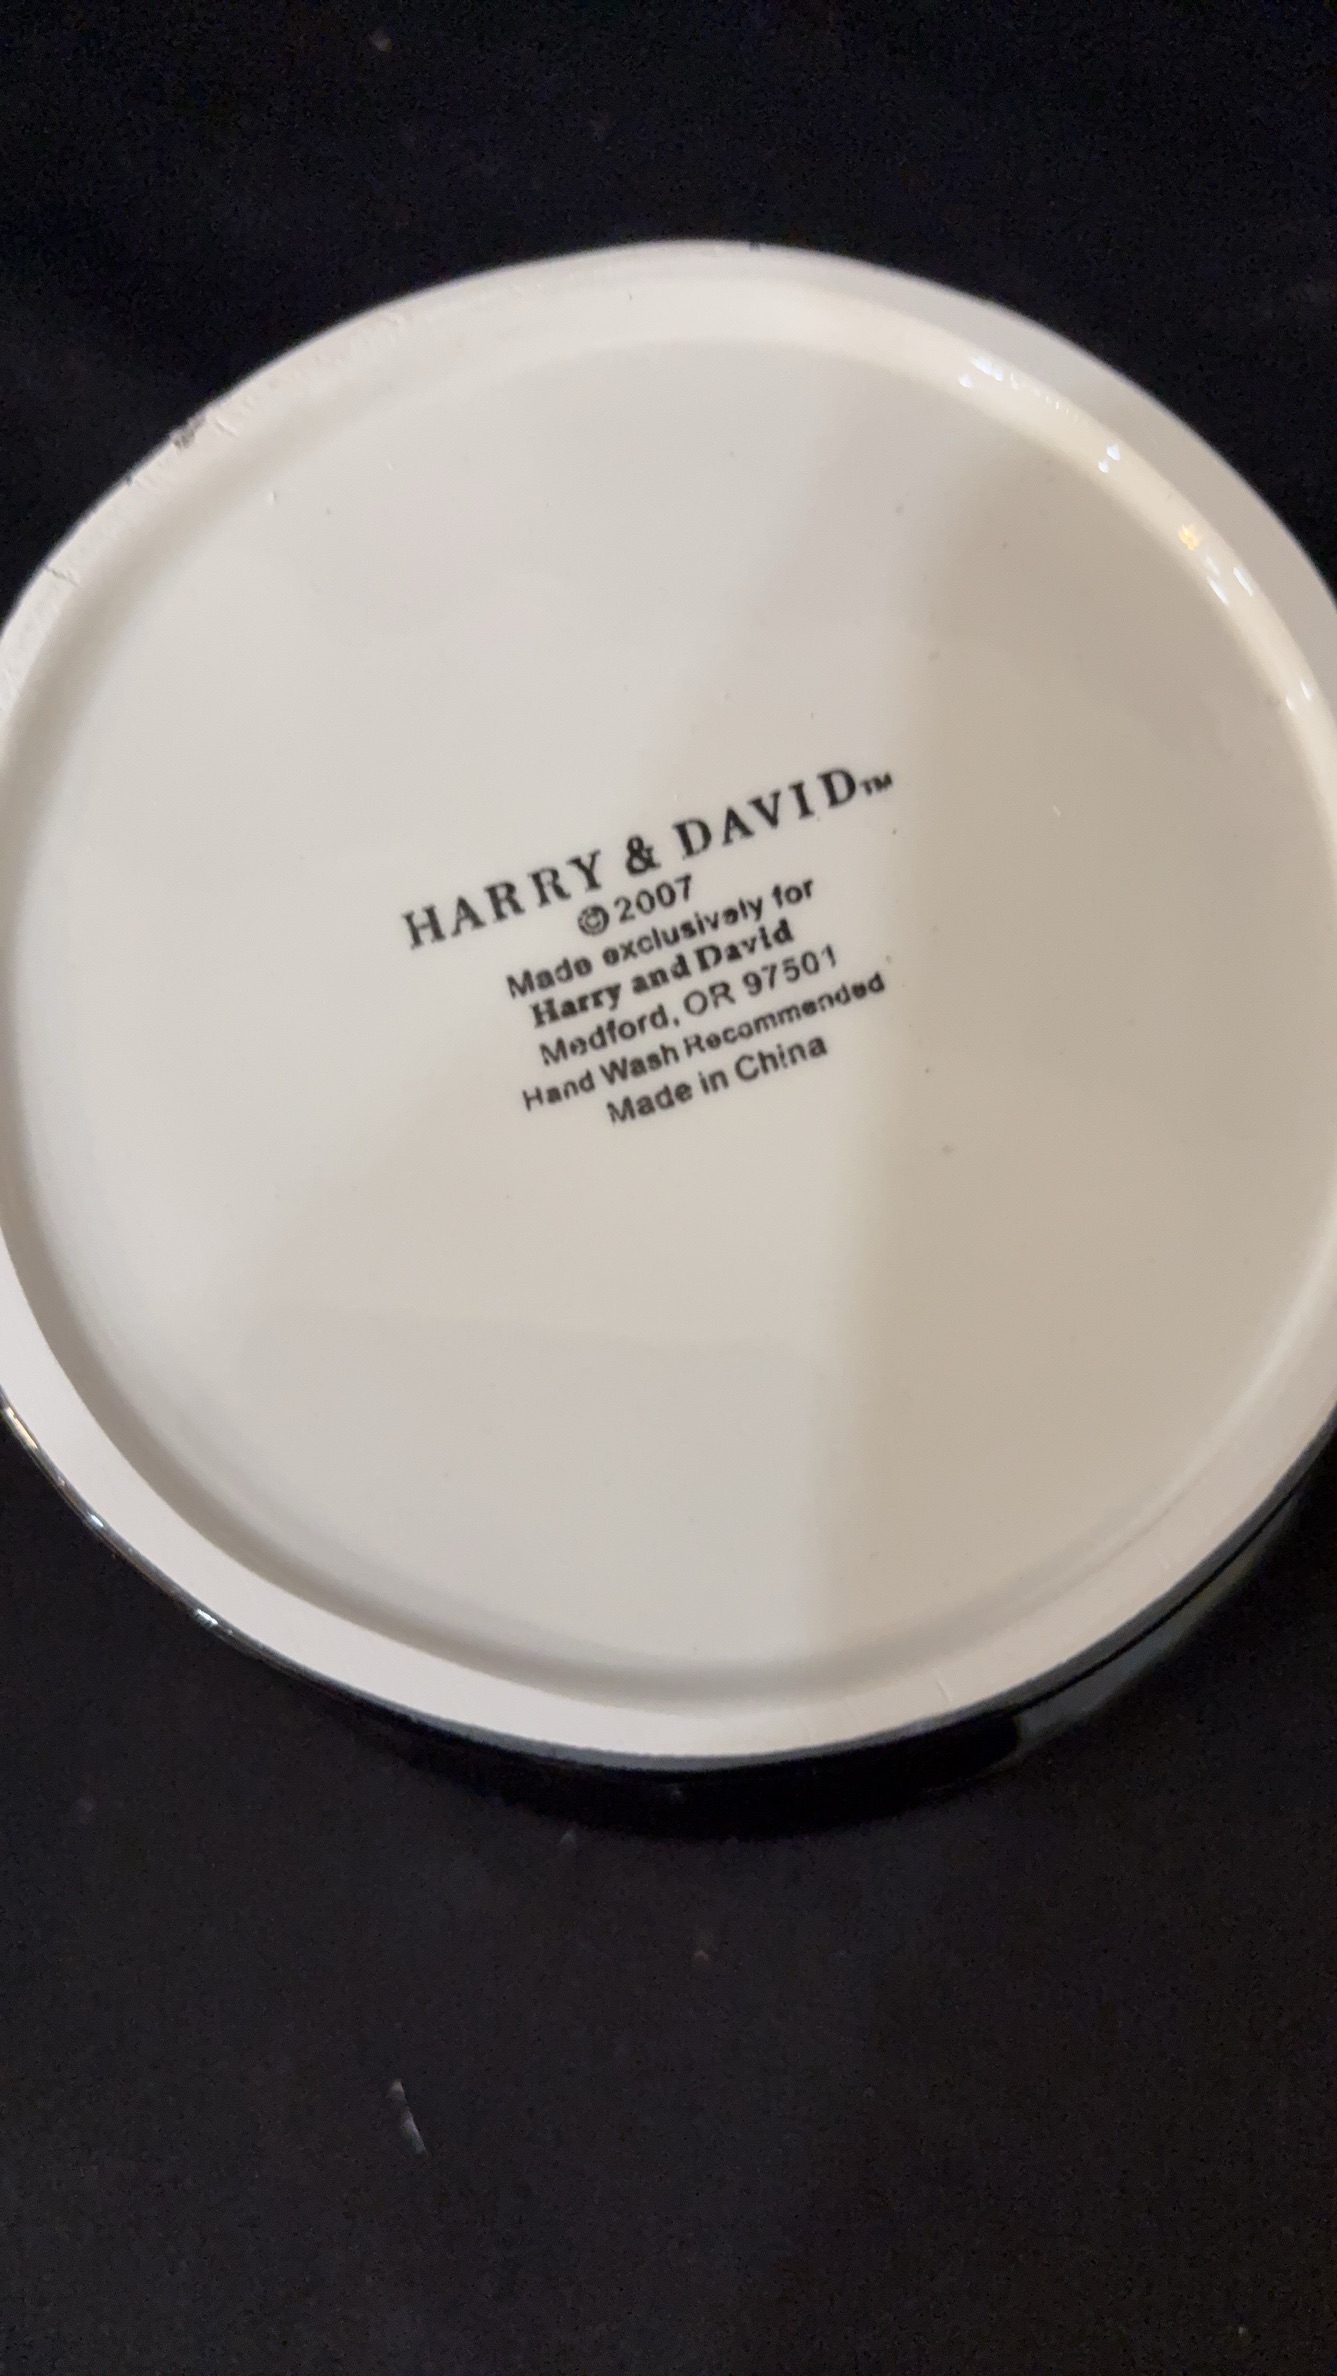 HARRY & DAVID™
©2007
Made exclusively for
Harry and David
Medford, OR 97501
Hand Wash Recommended
Made in China